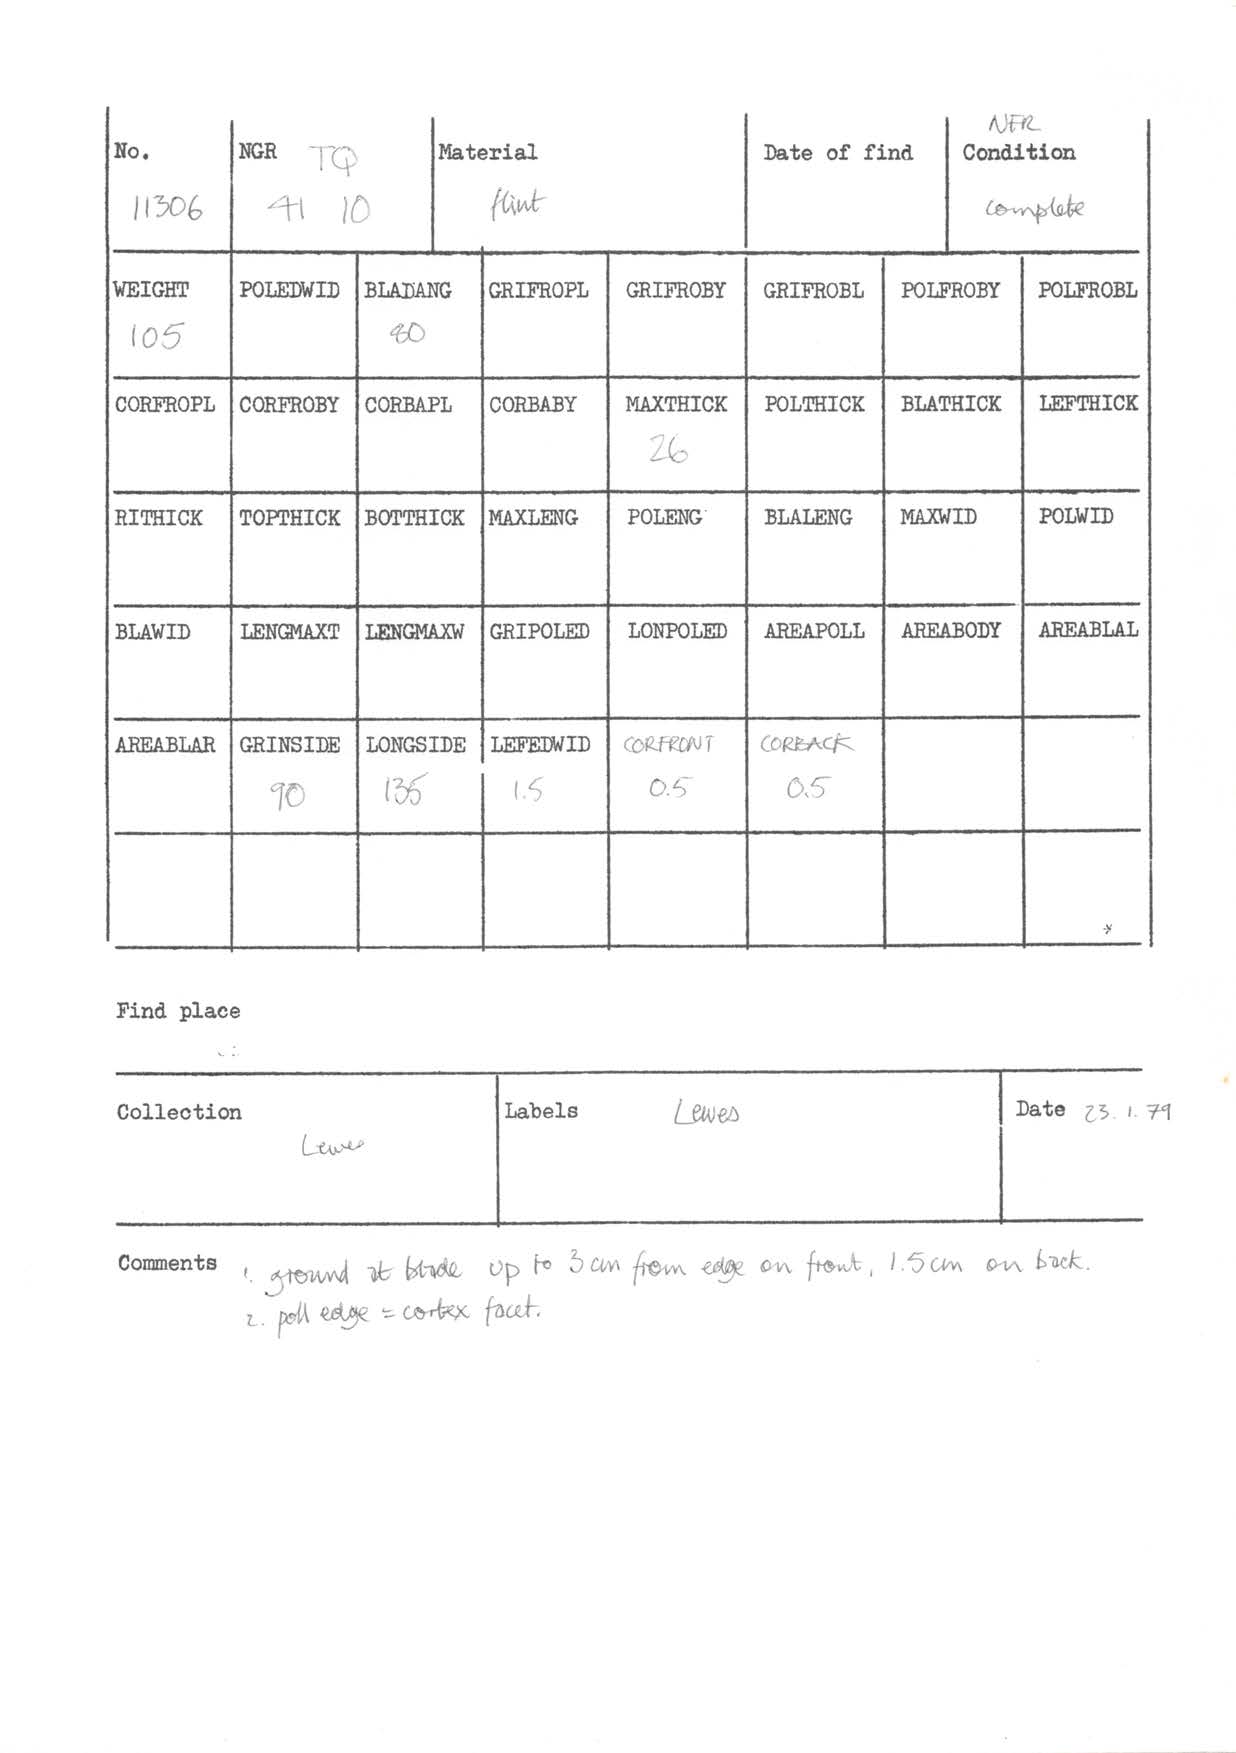 NFR
No. NGR TQ Material Date of find Condition
11306 41 10 flint complete
WEIGHT POLEDWID BLADANG GRIFROPL GRIFROBY GRIFROBL POLFROBY POLFROBL
105 80
CORFROPL CORFROBY CORBAPL CORBABY MAXTHICK POLTHICK BLATHICK LEFTHICK
26
RITHICK TOPTHICK BOTTHICK MAXLENG POLENG BLALENG MAXWID POLWID
BLAWID LENGMAXT LENGMAXW GRIPOLED LONPOLED AREAPOLL AREABODY AREABLAL
AREABLAR GRINSIDE LONGSIDE LEFEDWID CORFRONT CORBACK
90 135 1.5 0.5 0.5
Find place
Collection Labels Lewes Date 23.1.79
Lewes
Comments 1. ground at blade up to 3cm from edge on front, 1.5cm on back.
2. poll edge = cortex facet.